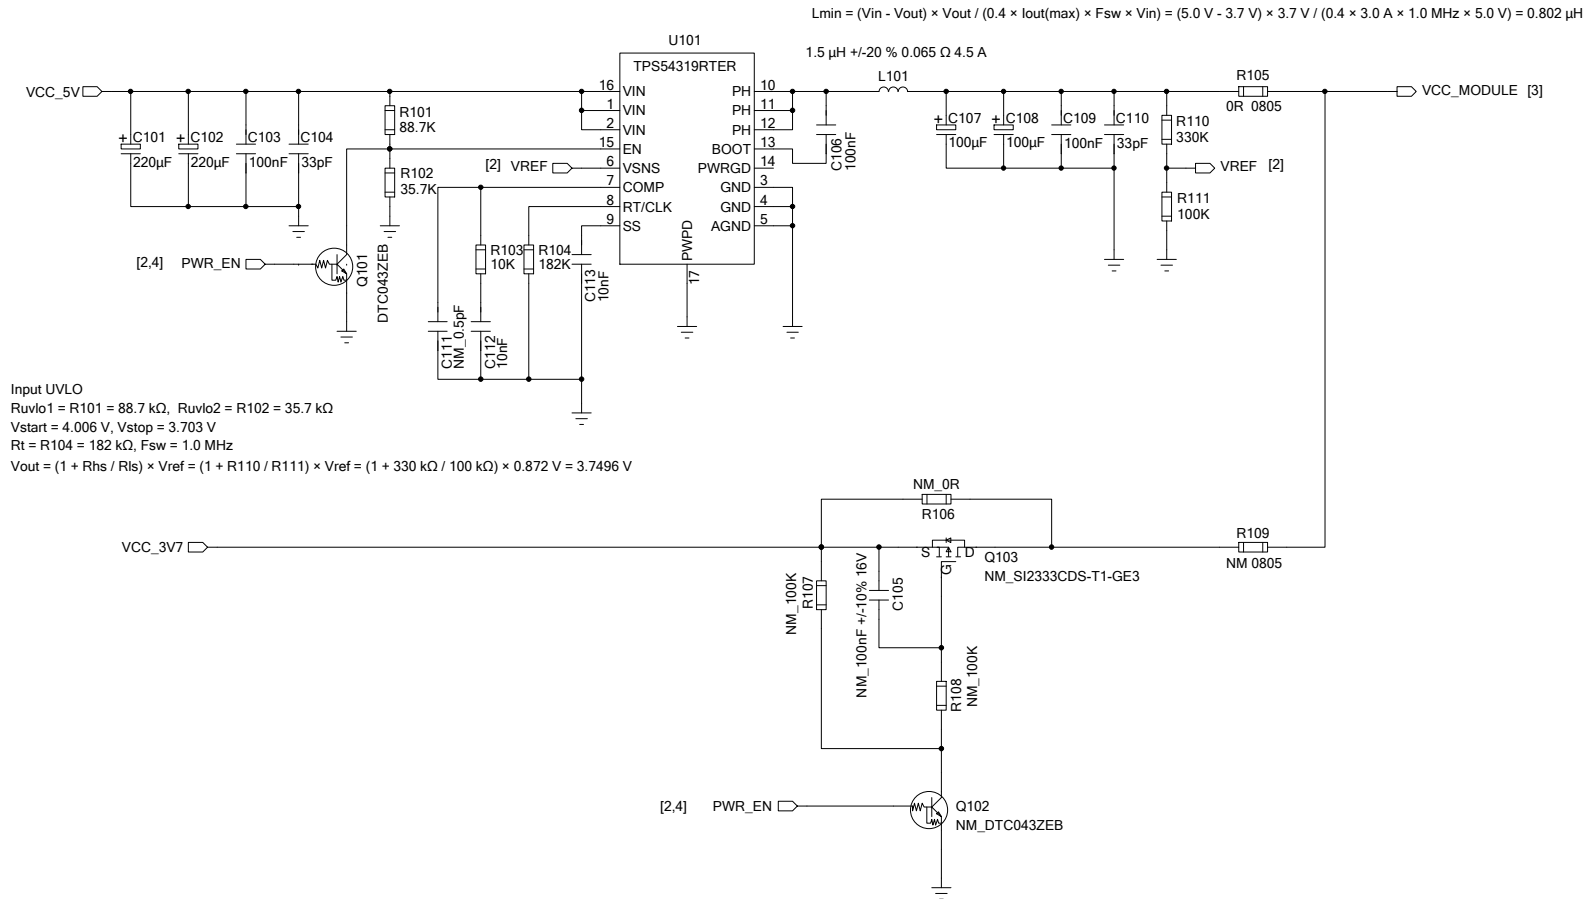 Lmin = (Vin - Vout) × Vout / (0.4 × Iout(max) × Fsw × Vin) = (5.0 V - 3.7 V) × 3.7 V / (0.4 × 3.0 A × 1.0 MHz × 5.0 V) = 0.802 µH
U101
TPS54319RTER
1.5 µH +/-20 % 0.065 Ω 4.5 A
L101
R105
0R 0805
VCC_5V
VCC_MODULE [3]
16 VIN
1 VIN
2 VIN
15 EN
6 VSNS
7 COMP
8 RT/CLK
9 SS
PH 10
PH 11
PH 12
BOOT 13
PWRGD 14
GND 3
GND 4
AGND 5
PWPD
17
C101
220µF
C102
220µF
C103
100nF
C104
33pF
R101
88.7K
R102
35.7K
[2] VREF
C106
100nF
C107
100µF
C108
100µF
C109
100nF
C110
33pF
R110
330K
VREF [2]
R111
100K
[2,4] PWR_EN
Q101
DTC043ZEB
R103
10K
R104
182K
C113
10nF
C111
NM_0.5pF
C112
10nF
Input UVLO
Ruvlo1 = R101 = 88.7 kΩ, Ruvlo2 = R102 = 35.7 kΩ
Vstart = 4.006 V, Vstop = 3.703 V
Rt = R104 = 182 kΩ, Fsw = 1.0 MHz
Vout = (1 + Rhs / Rls) × Vref = (1 + R110 / R111) × Vref = (1 + 330 kΩ / 100 kΩ) × 0.872 V = 3.7496 V
NM_0R
R106
VCC_3V7
S
D
G
Q103
NM_SI2333CDS-T1-GE3
R109
NM 0805
NM_100K
R107
NM_100nF +/-10% 16V
C105
R108
NM_100K
[2,4] PWR_EN
Q102
NM_DTC043ZEB